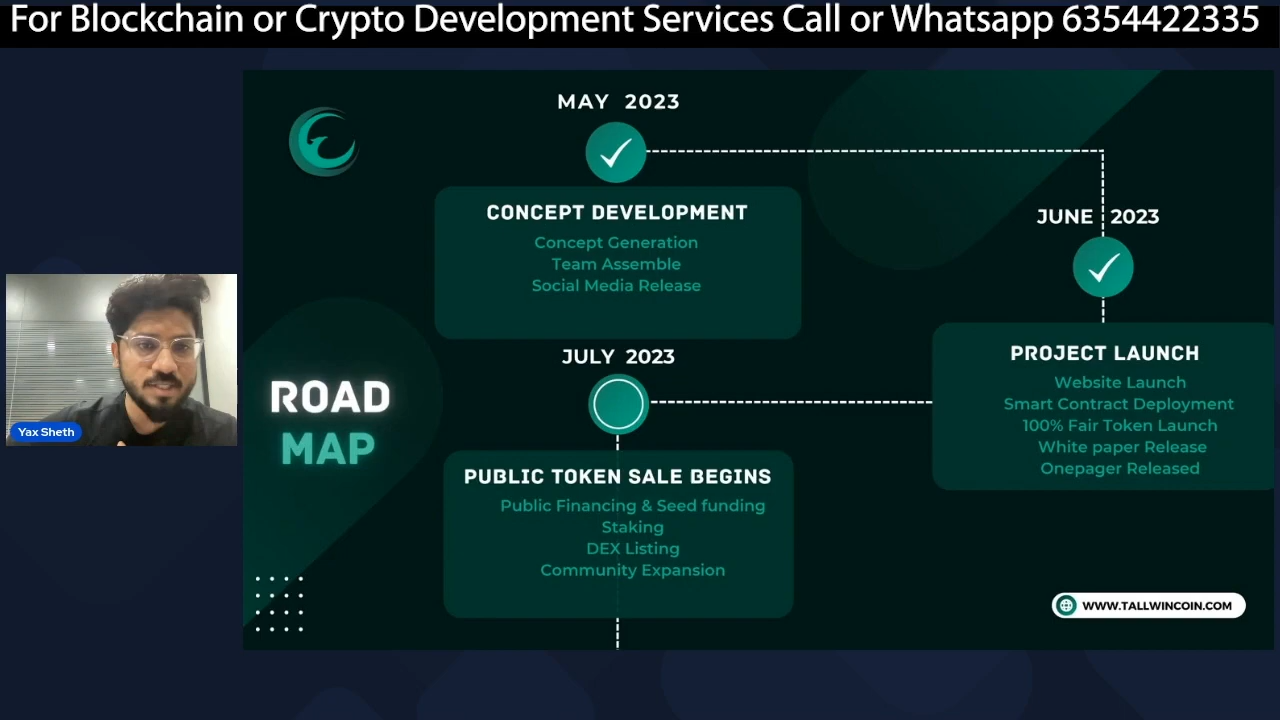 For Blockchain or Crypto Development Services Call or Whatsapp 6354422335
MAY 2023
CONCEPT DEVELOPMENT
Concept Generation
Team Assemble
Social Media Release
JUNE 2023
PROJECT LAUNCH
Website Launch
Smart Contract Deployment
100% Fair Token Launch
White paper Release
Onepager Released
JULY 2023
PUBLIC TOKEN SALE BEGINS
Public Financing & Seed funding
Staking
DEX Listing
Community Expansion
ROAD
MAP
Yax Sheth
WWW.TALLWINCOIN.COM